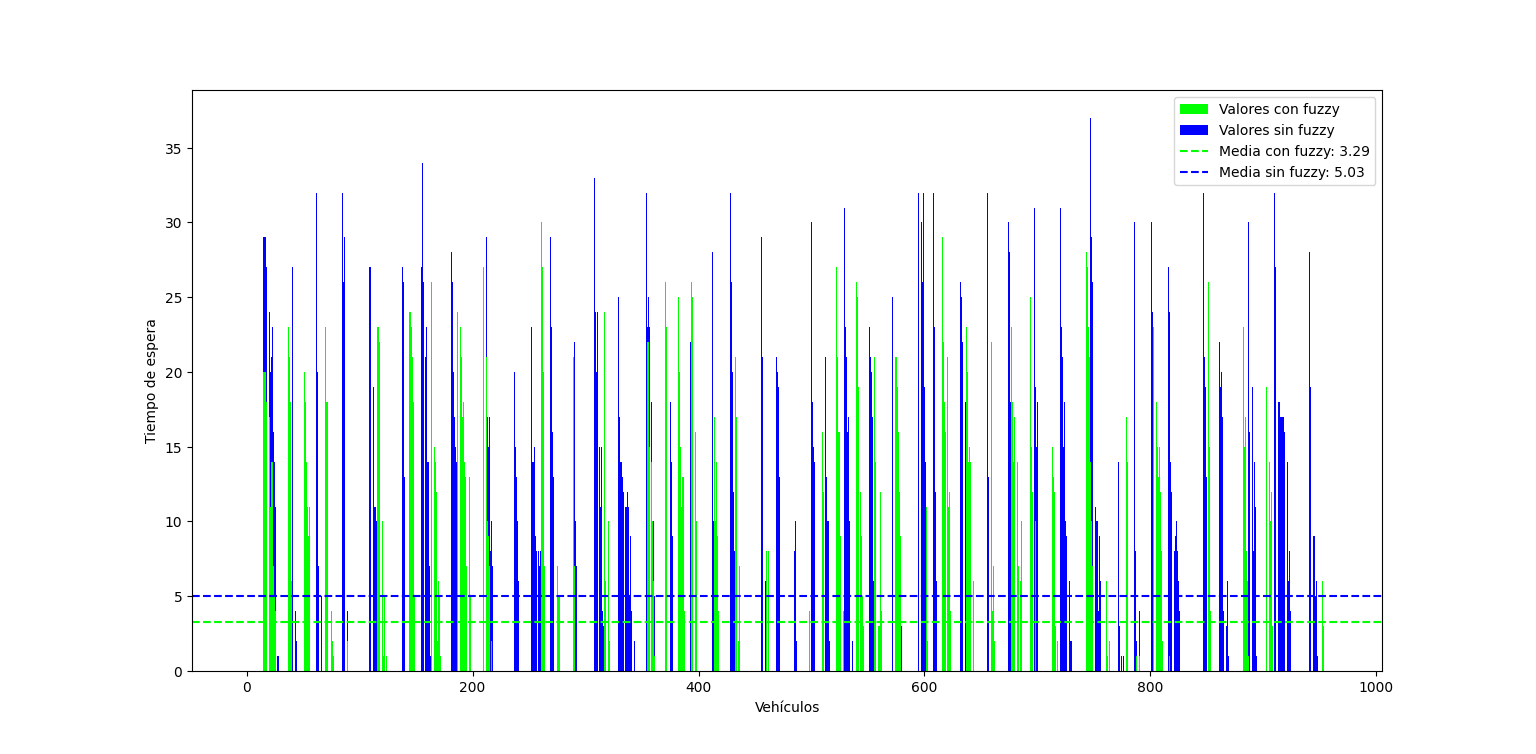 Valores con fuzzy
Valores sin fuzzy
Media con fuzzy: 3.29
Media sin fuzzy: 5.03
35
30
25
20
15
10
5
0
Tiempo de espera
0 200 400 600 800 1000
Vehículos